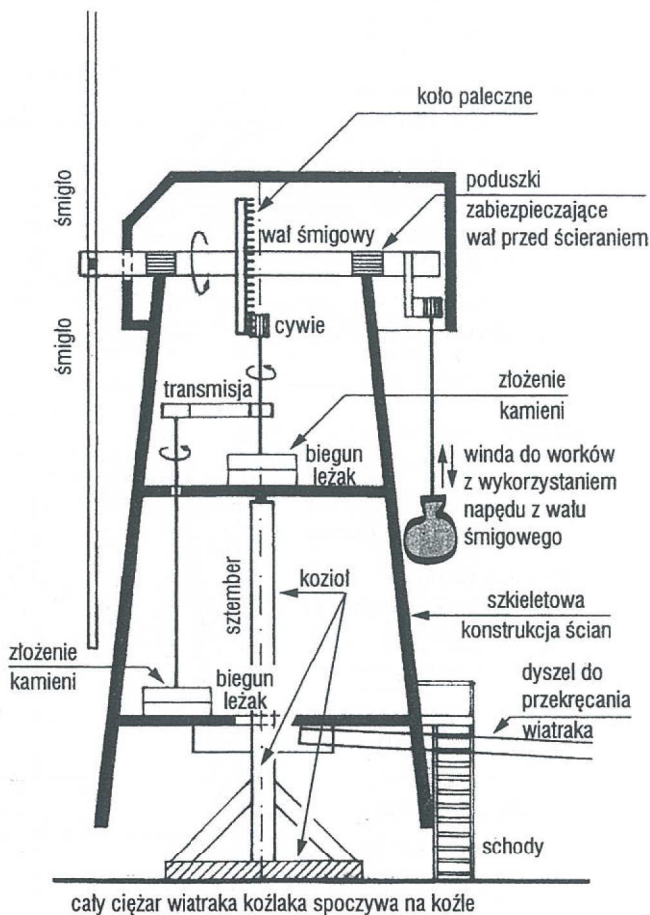 koło paleczne
śmigło
śmigło
poduszki
zabiezpieczające
wał przed ścieraniem
wał śmigowy
cywie
transmisja
złożenie
kamieni
biegun
leżak
winda do worków
z wykorzystaniem
napędu z wału
śmigowego
sztember
kozioł
szkieletowa
konstrukcja ścian
złożenie
kamieni
biegun
leżak
dyszel do
przekręcania
wiatraka
schody
cały ciężar wiatraka koźlaka spoczywa na koźle